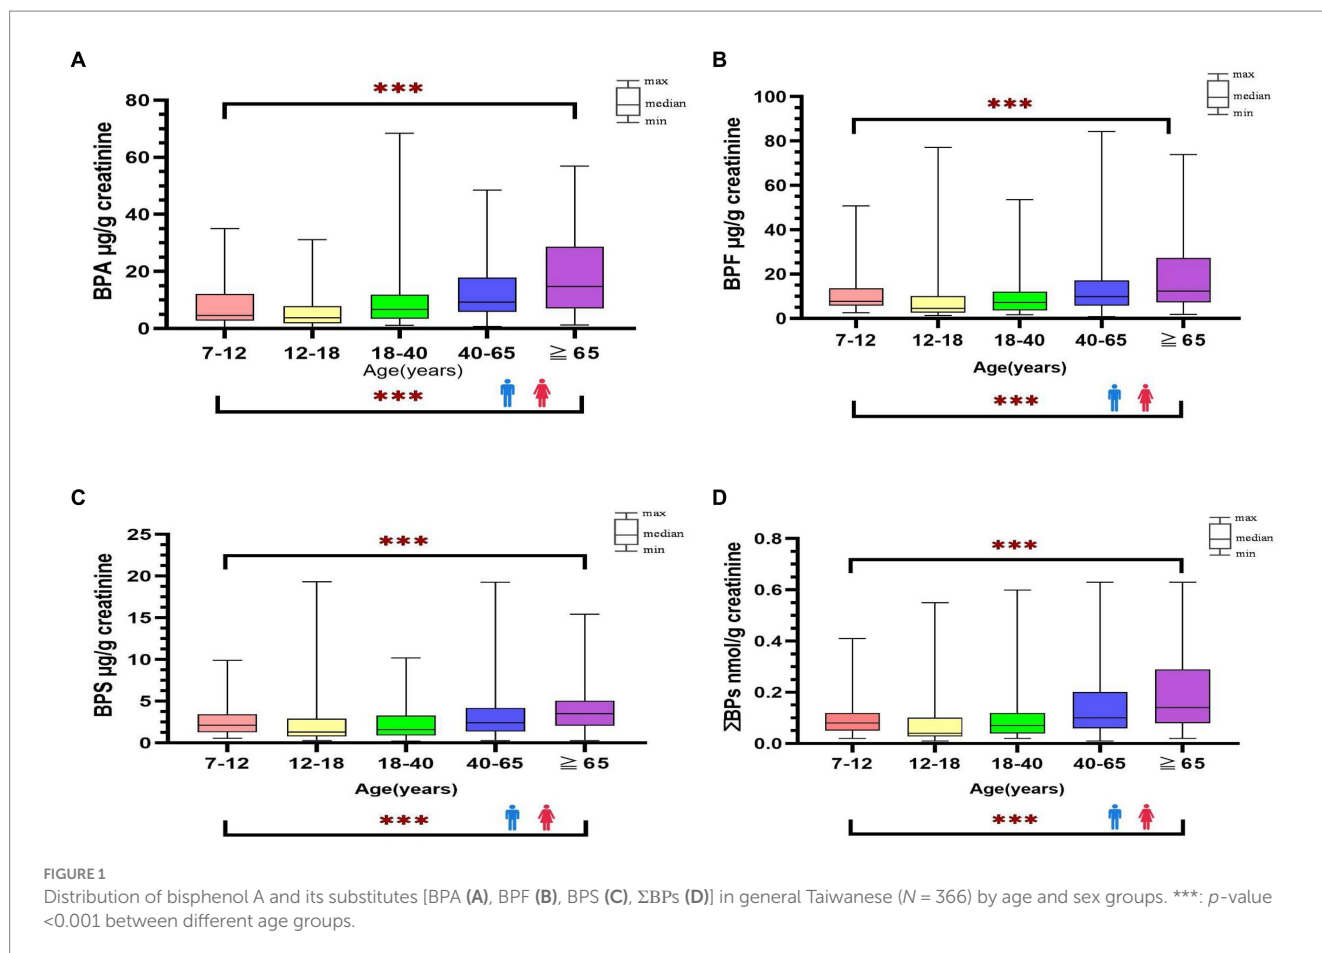 A
max
median
min
***
BPA µg/g creatinine
80
60
40
20
0
7-12 12-18 18-40 40-65 ≧ 65
Age(years)
***
B
max
median
min
***
BPF µg/g creatinine
100
80
60
40
20
0
7-12 12-18 18-40 40-65 ≧ 65
Age(years)
***
C
max
median
min
***
BPS µg/g creatinine
25
20
15
10
5
0
7-12 12-18 18-40 40-65 ≧ 65
Age(years)
***
D
max
median
min
***
ΣBPs nmol/g creatinine
0.8
0.6
0.4
0.2
0.0
7-12 12-18 18-40 40-65 ≧ 65
Age(years)
***
FIGURE 1
Distribution of bisphenol A and its substitutes [BPA (A), BPF (B), BPS (C), ΣBPs (D)] in general Taiwanese (N = 366) by age and sex groups. ***: p-value
<0.001 between different age groups.